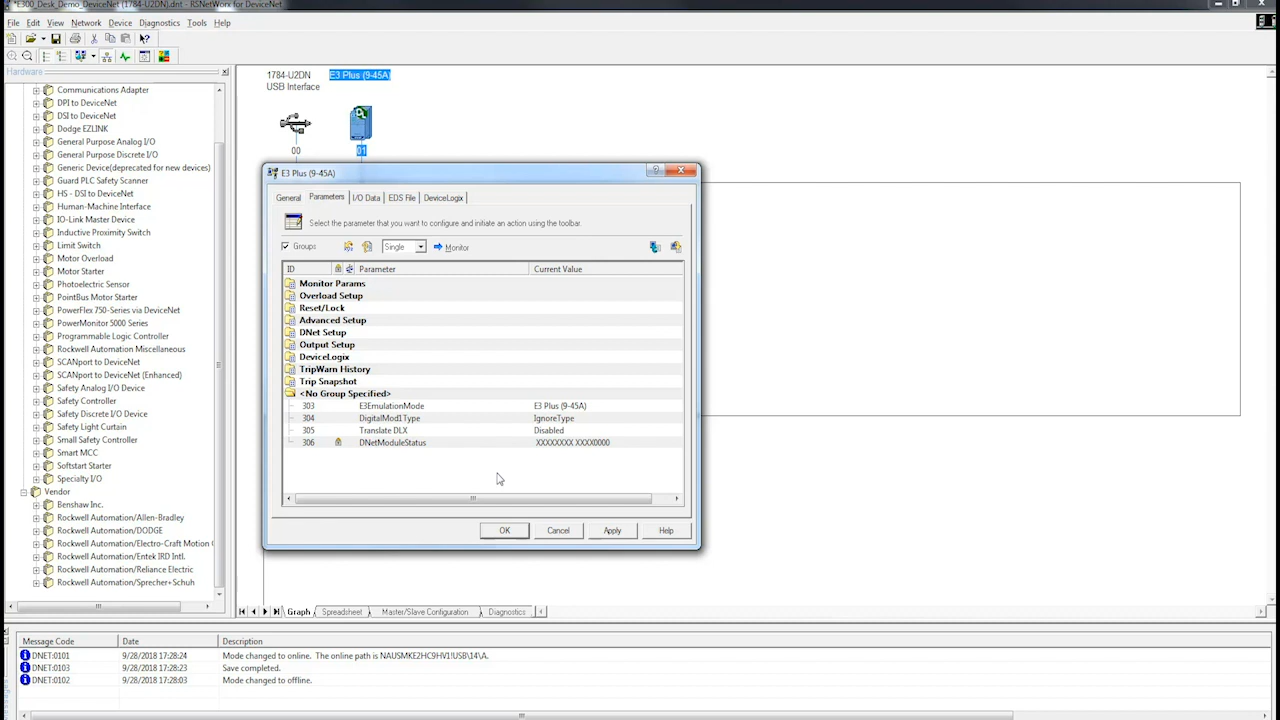 *E300_Desk_Demo_DeviceNet (1784-U2DN).dnt - RSNetWorx for DeviceNet
File Edit View Network Device Diagnostics Tools Help
Hardware
Communications Adapter
DPI to DeviceNet
DSI to DeviceNet
Dodge EZLINK
General Purpose Analog I/O
General Purpose Discrete I/O
Generic Device(deprecated for new devices)
Guard PLC Safety Scanner
HS - DSI to DeviceNet
Human-Machine Interface
IO-Link Master Device
Inductive Proximity Switch
Limit Switch
Motor Overload
Motor Starter
Photoelectric Sensor
PointBus Motor Starter
PowerFlex 750-Series via DeviceNet
PowerMonitor 5000 Series
Programmable Logic Controller
Rockwell Automation Miscellaneous
SCANport to DeviceNet
SCANport to DeviceNet (Enhanced)
Safety Analog I/O Device
Safety Controller
Safety Discrete I/O Device
Safety Light Curtain
Small Safety Controller
Smart MCC
Softstart Starter
Specialty I/O
Vendor
Benshaw Inc.
Rockwell Automation/Allen-Bradley
Rockwell Automation/DODGE
Rockwell Automation/Electro-Craft Motion C
Rockwell Automation/Entek IRD Intl.
Rockwell Automation/Reliance Electric
Rockwell Automation/Sprecher+Schuh
1784-U2DN
USB Interface
E3 Plus (9-45A)
00
01
E3 Plus (9-45A)
General Parameters I/O Data EDS File DeviceLogix
Select the parameter that you want to configure and initiate an action using the toolbar.
Groups Single Monitor
ID Parameter Current Value
Monitor Params
Overload Setup
Reset/Lock
Advanced Setup
DNet Setup
Output Setup
DeviceLogix
TripWarn History
Trip Snapshot
<No Group Specified>
303 E3EmulationMode E3 Plus (9-45A)
304 DigitalMod1Type IgnoreType
305 Translate DLX Disabled
306 DNetModuleStatus XXXXXXXX XXXX0000
OK Cancel Apply Help
Graph Spreadsheet Master/Slave Configuration Diagnostics
Message Code Date Description
DNET:0101 9/28/2018 17:28:24 Mode changed to online. The online path is NAUSMKE2HC9HV1!USB\14\A.
DNET:0103 9/28/2018 17:28:23 Save completed.
DNET:0102 9/28/2018 17:28:03 Mode changed to offline.